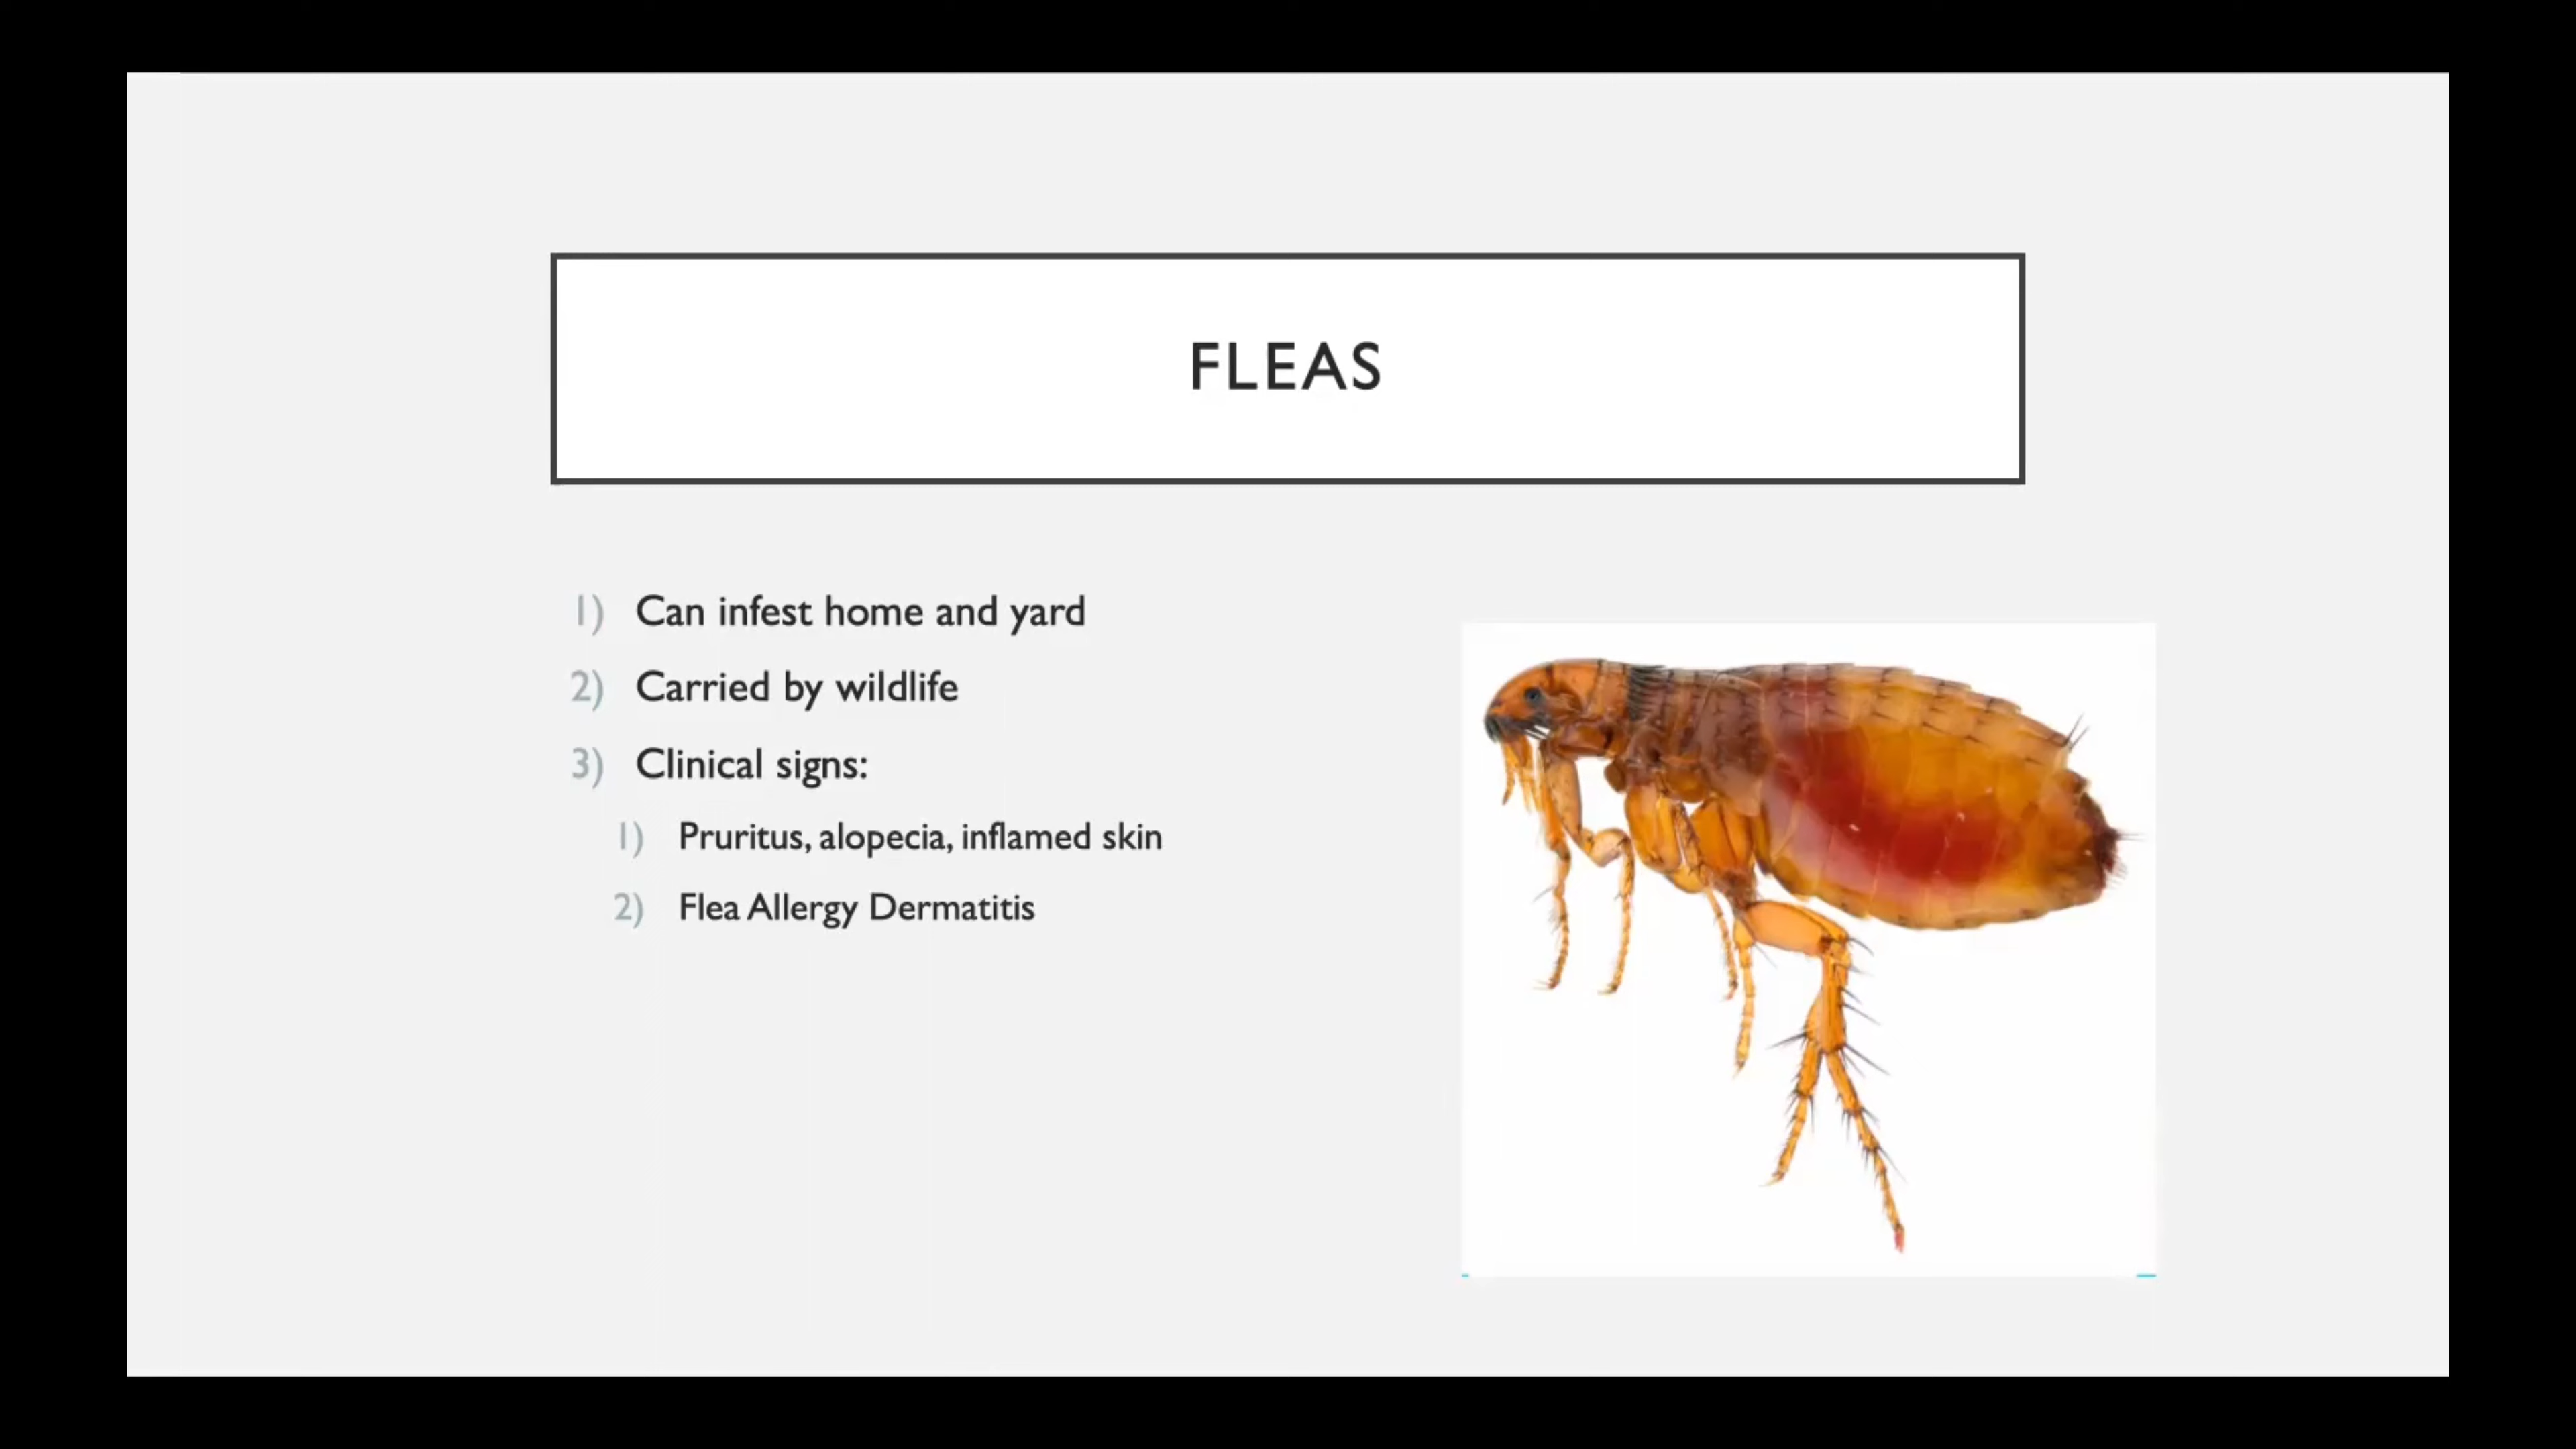 FLEAS
1) Can infest home and yard
2) Carried by wildlife
3) Clinical signs:
1) Pruritus, alopecia, inflamed skin
2) Flea Allergy Dermatitis